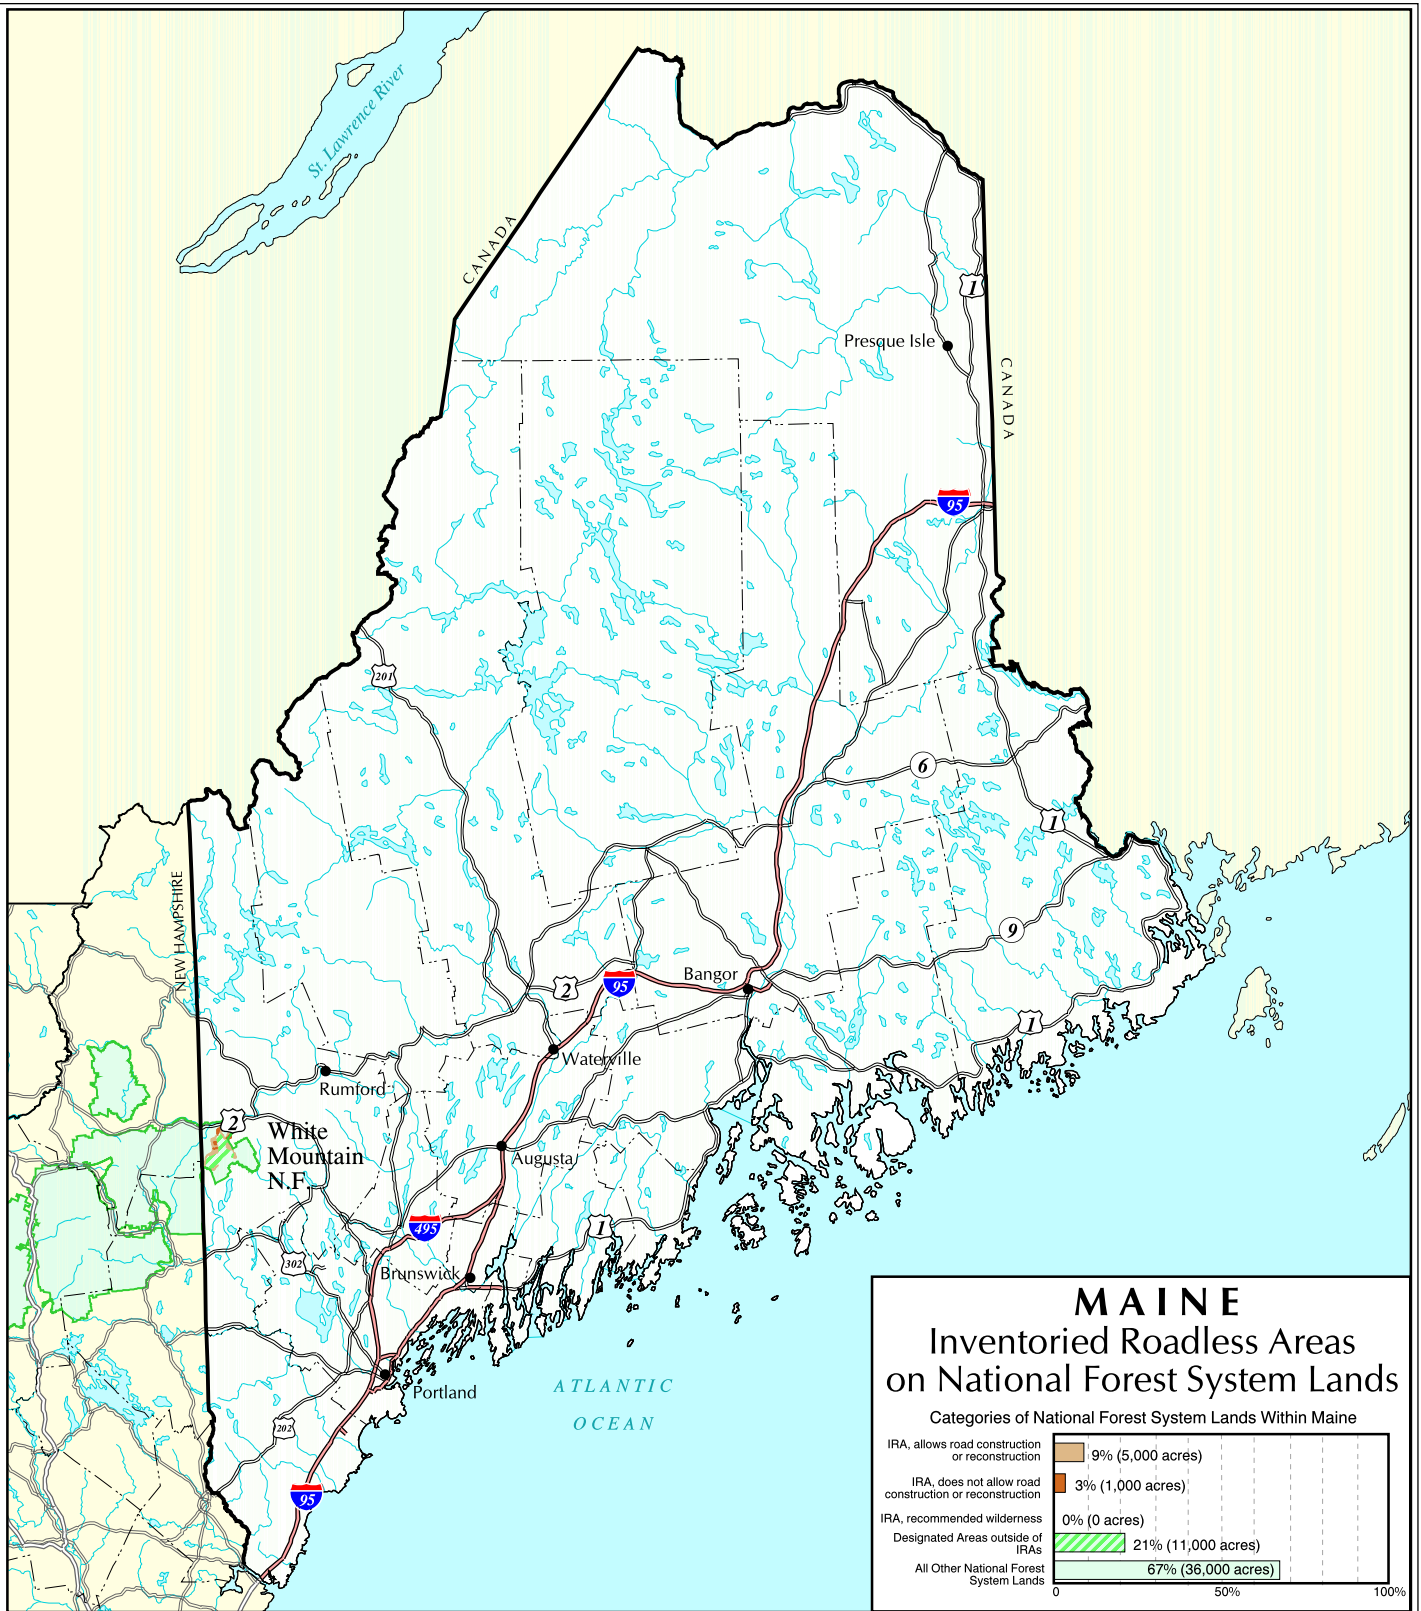 St. Lawrence River
CANADA
1
Presque Isle
CANADA
95
201
6
1
NEW HAMPSHIRE
9
Bangor
2
95
1
Waterville
Rumford
2
White
Mountain
N.F.
Augusta
495
1
302
Brunswick
Portland
ATLANTIC
OCEAN
202
95
MAINE
Inventoried Roadless Areas
on National Forest System Lands
Categories of National Forest System Lands Within Maine
IRA, allows road construction
or reconstruction
9% (5,000 acres)
IRA, does not allow road
construction or reconstruction
3% (1,000 acres)
IRA, recommended wilderness
0% (0 acres)
Designated Areas outside of
IRAs
21% (11,000 acres)
All Other National Forest
System Lands
67% (36,000 acres)
0 50% 100%